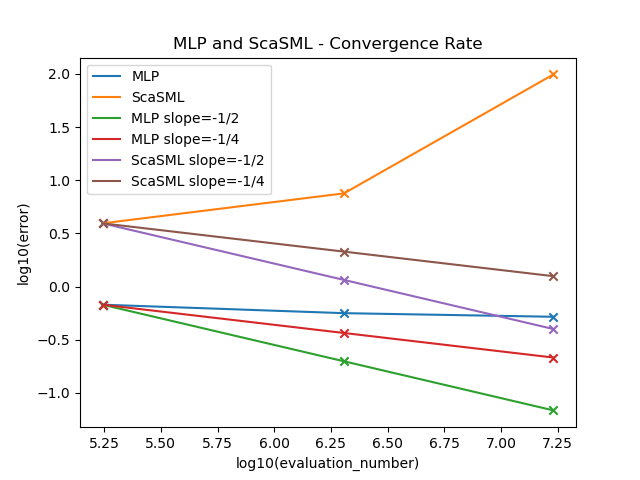 MLP and ScaSML - Convergence Rate
MLP
ScaSML
MLP slope=-1/2
MLP slope=-1/4
ScaSML slope=-1/2
ScaSML slope=-1/4
log10(error)
2.0
1.5
1.0
0.5
0.0
−0.5
−1.0
5.25
5.50
5.75
6.00
6.25
6.50
6.75
7.00
7.25
log10(evaluation_number)